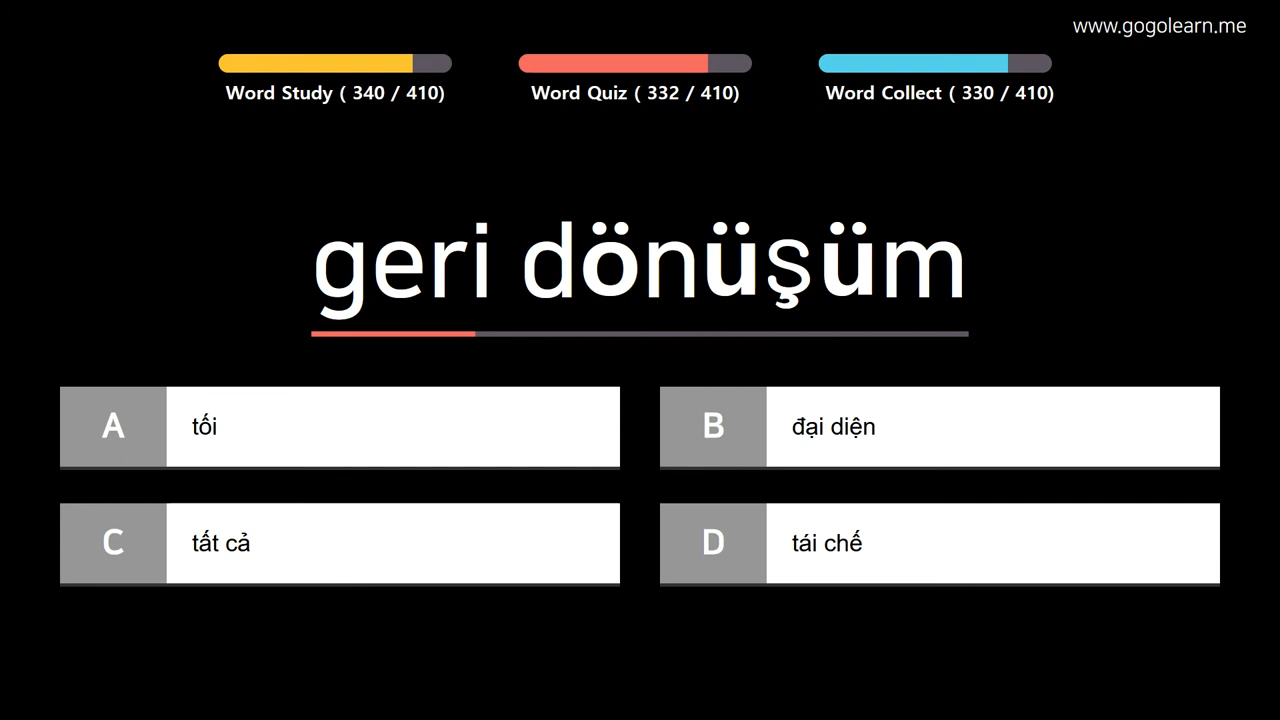 www.gogolearn.me
Word Study ( 340 / 410)
Word Quiz ( 332 / 410)
Word Collect ( 330 / 410)
geri dönüşüm
A
tối
B
đại diện
C
tất cả
D
tái chế